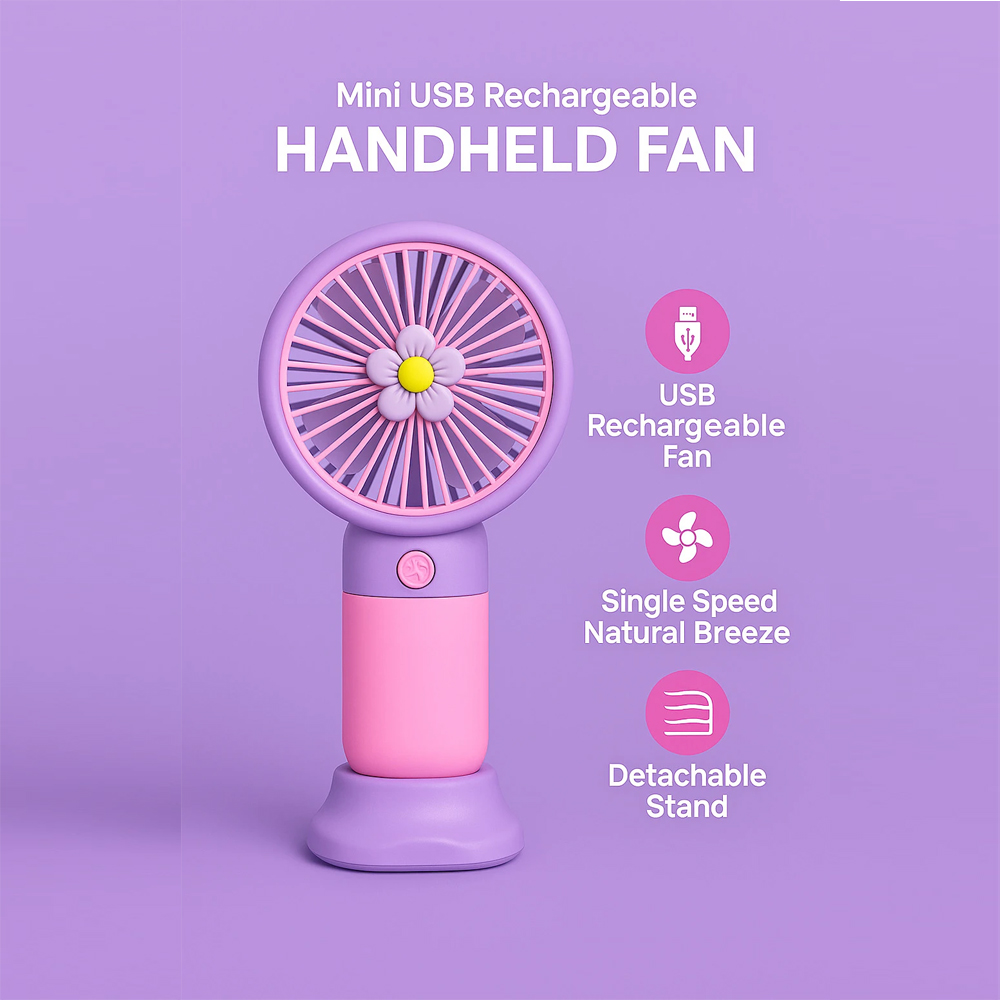 Mini USB Rechargeable
HANDHELD FAN
USB
Rechargeable
Fan
Single Speed
Natural Breeze
Detachable
Stand